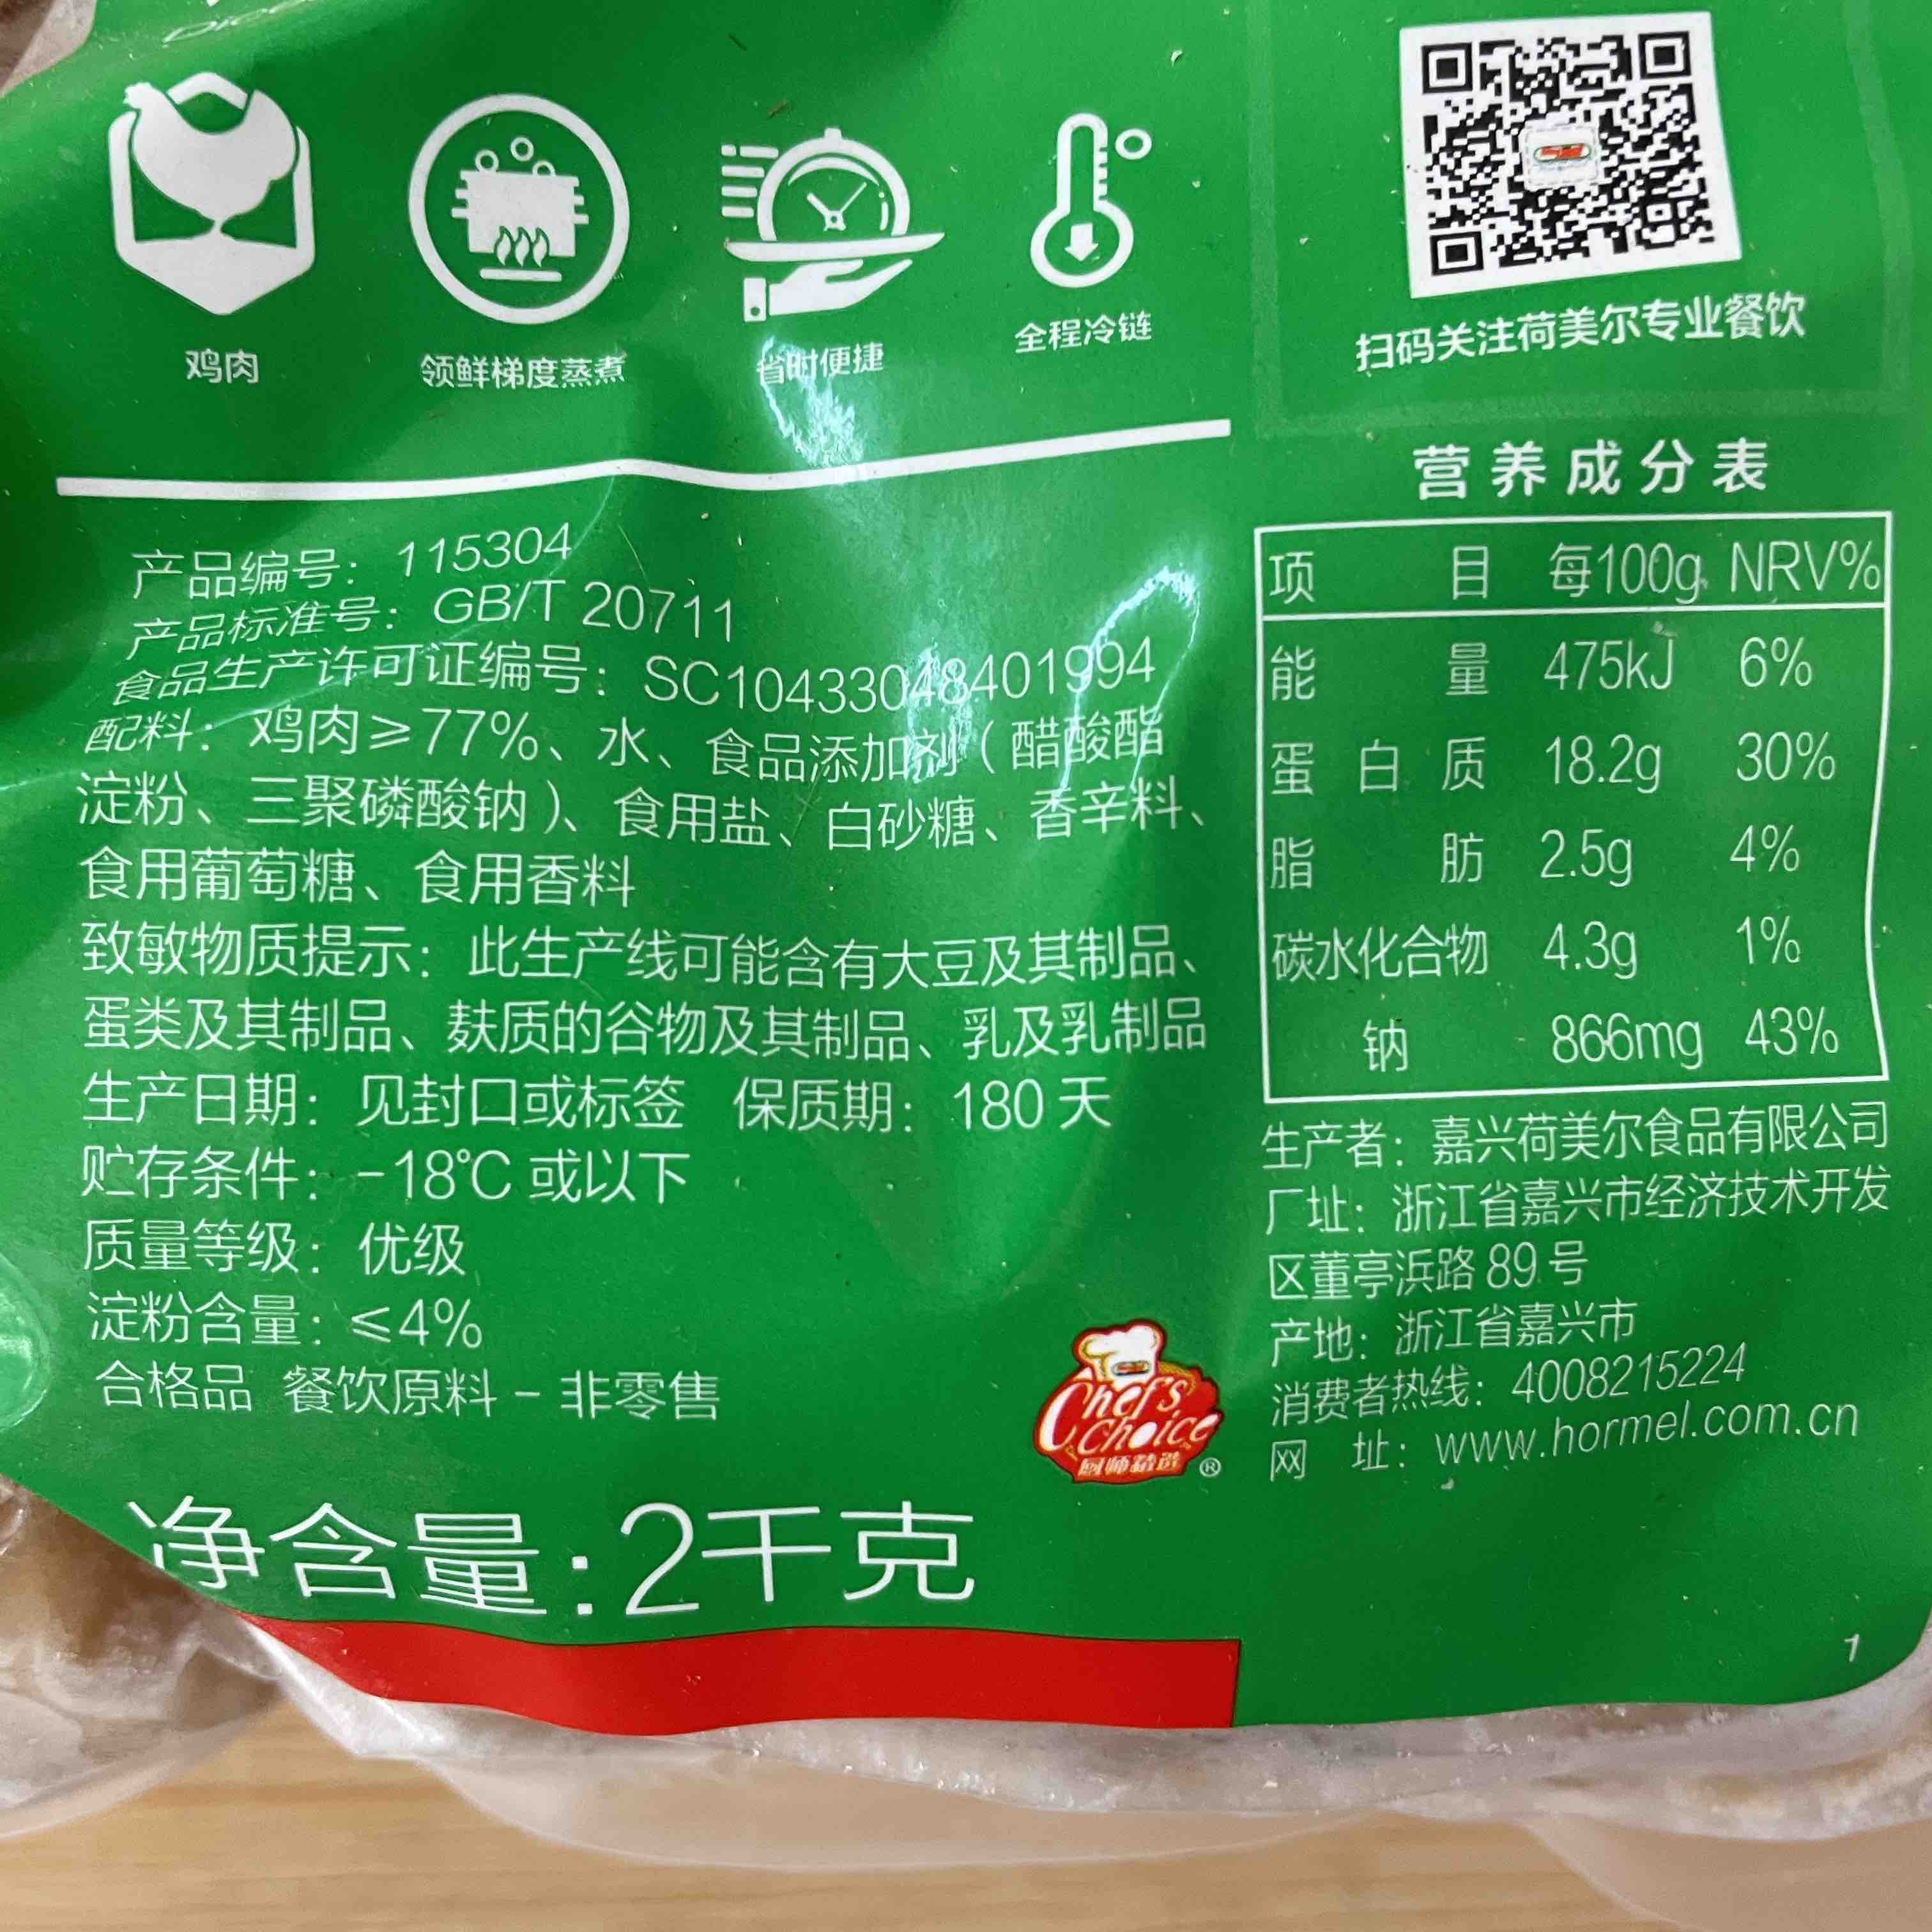 鸡肉
领鲜梯度蒸煮
省时便捷
全程冷链
扫码关注荷美尔专业餐饮
产品编号：115304
产品标准号：GB/T 20711
食品生产许可证编号：SC10433048401994
配料：鸡肉≥77%、水、食品添加剂（醋酸酯
淀粉、三聚磷酸钠）、食用盐、白砂糖、香辛料、
食用葡萄糖、食用香料
致敏物质提示：此生产线可能含有大豆及其制品、
蛋类及其制品、麸质的谷物及其制品、乳及乳制品
生产日期：见封口或标签 保质期：180天
贮存条件：-18℃或以下
质量等级：优级
淀粉含量：≤4%
合格品 餐饮原料-非零售
净含量:2千克
营养成分表
项目 每100g NRV%
能量 475kJ 6%
蛋白质 18.2g 30%
脂肪 2.5g 4%
碳水化合物 4.3g 1%
钠 866mg 43%
生产者：嘉兴荷美尔食品有限公司
厂址：浙江省嘉兴市经济技术开发
区董亭浜路89号
产地：浙江省嘉兴市
消费者热线：4008215224
网址：www.hormel.com.cn
Chef's
Choice
厨师精选®
1